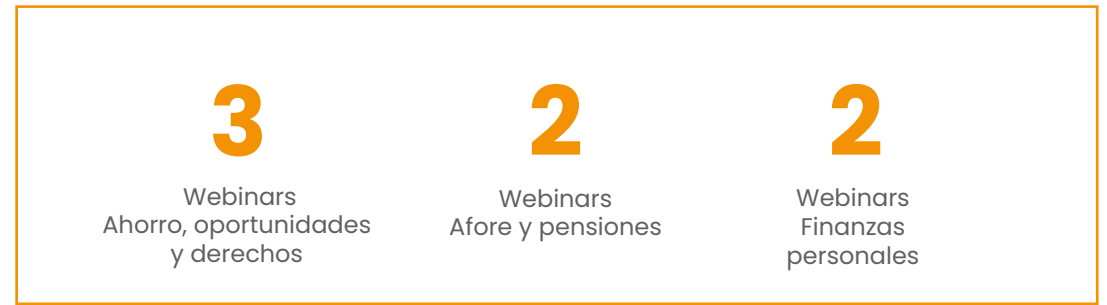 3
Webinars
Ahorro, oportunidades
y derechos
2
Webinars
Afore y pensiones
2
Webinars
Finanzas
personales